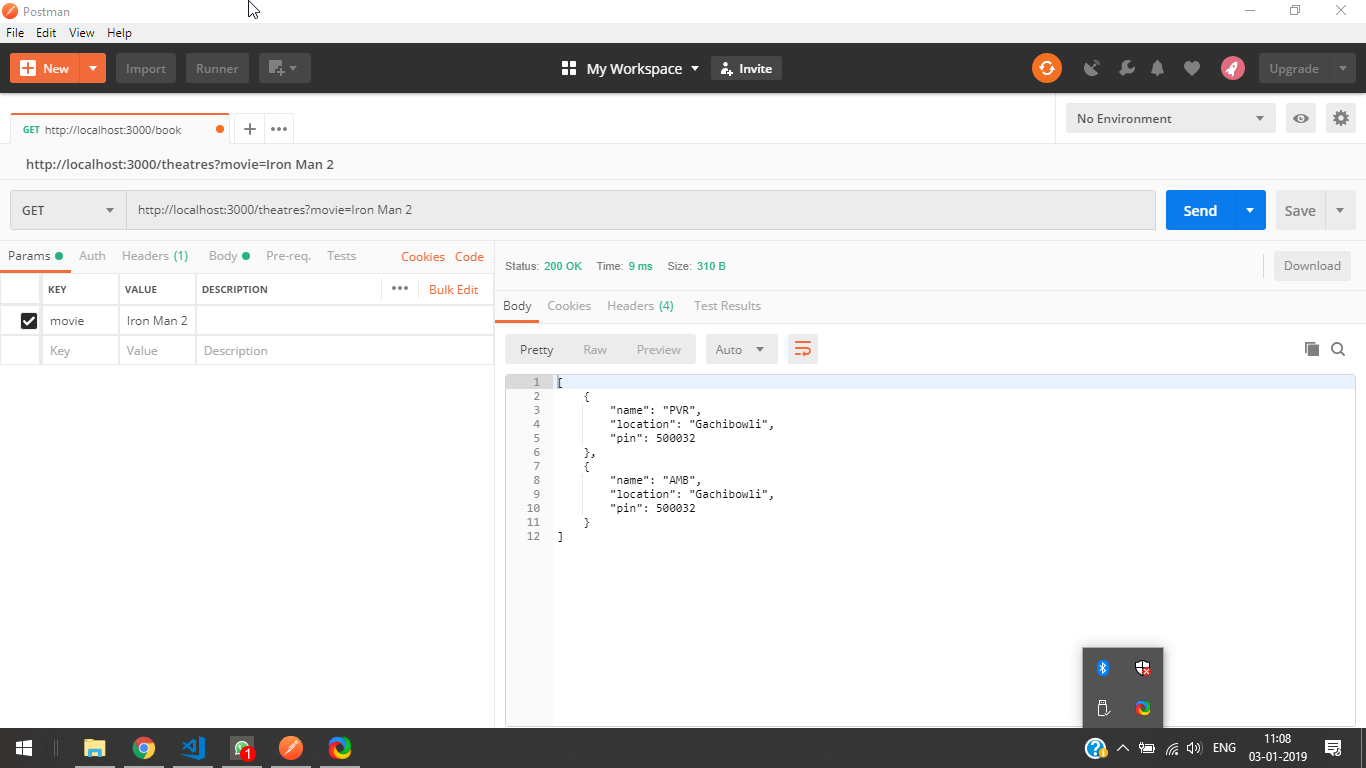 Postman
File Edit View Help
New Import Runner My Workspace Invite Upgrade
GET http://localhost:3000/book No Environment
http://localhost:3000/theatres?movie=Iron Man 2
GET http://localhost:3000/theatres?movie=Iron Man 2 Send Save
Params Headers (1) Body Pre-req. Tests Auth Cookies Code
Status: 200 OK Time: 9 ms Size: 310 B Download
KEY VALUE DESCRIPTION Bulk Edit
movie Iron Man 2
Key Value Description
Body Cookies Headers (4) Test Results
Pretty Raw Preview Auto
1 [
2 {
3 "name": "PVR",
4 "location": "Gachibowli",
5 "pin": 500032
6 },
7 {
8 "name": "AMB",
9 "location": "Gachibowli",
10 "pin": 500032
11 }
12 ]
1
ENG
11:08
03-01-2019